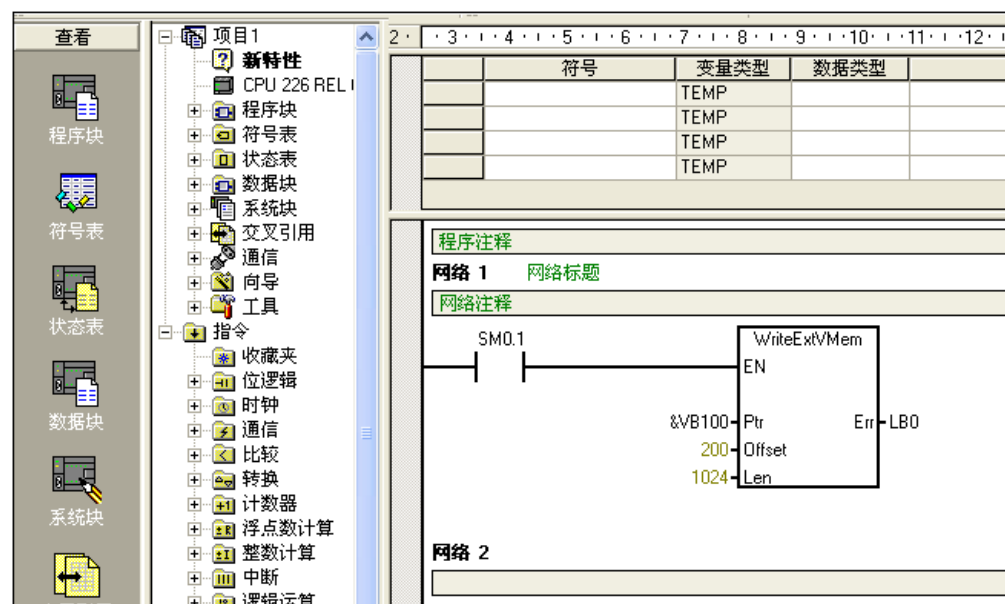 查看
程序块
符号表
状态表
数据块
系统块
项目1
新特性
CPU 226 REL
程序块
符号表
状态表
数据块
系统块
交叉引用
通信
向导
工具
指令
收藏夹
位逻辑
时钟
通信
比较
转换
计数器
浮点数计算
整数计算
中断
逻辑运算
2 · · 3 · ı · 4 · ı · 5 · ı · 6 · ı · 7 · ı · 8 · ı · 9 · ı · 10 · ı · 11 · ı · 12 ·
符号 变量类型 数据类型
TEMP
TEMP
TEMP
TEMP
程序注释
网络 1 网络标题
网络注释
SM0.1 WriteExtVMem
EN
&VB100 Ptr Err LB0
200 Offset
1024 Len
网络 2